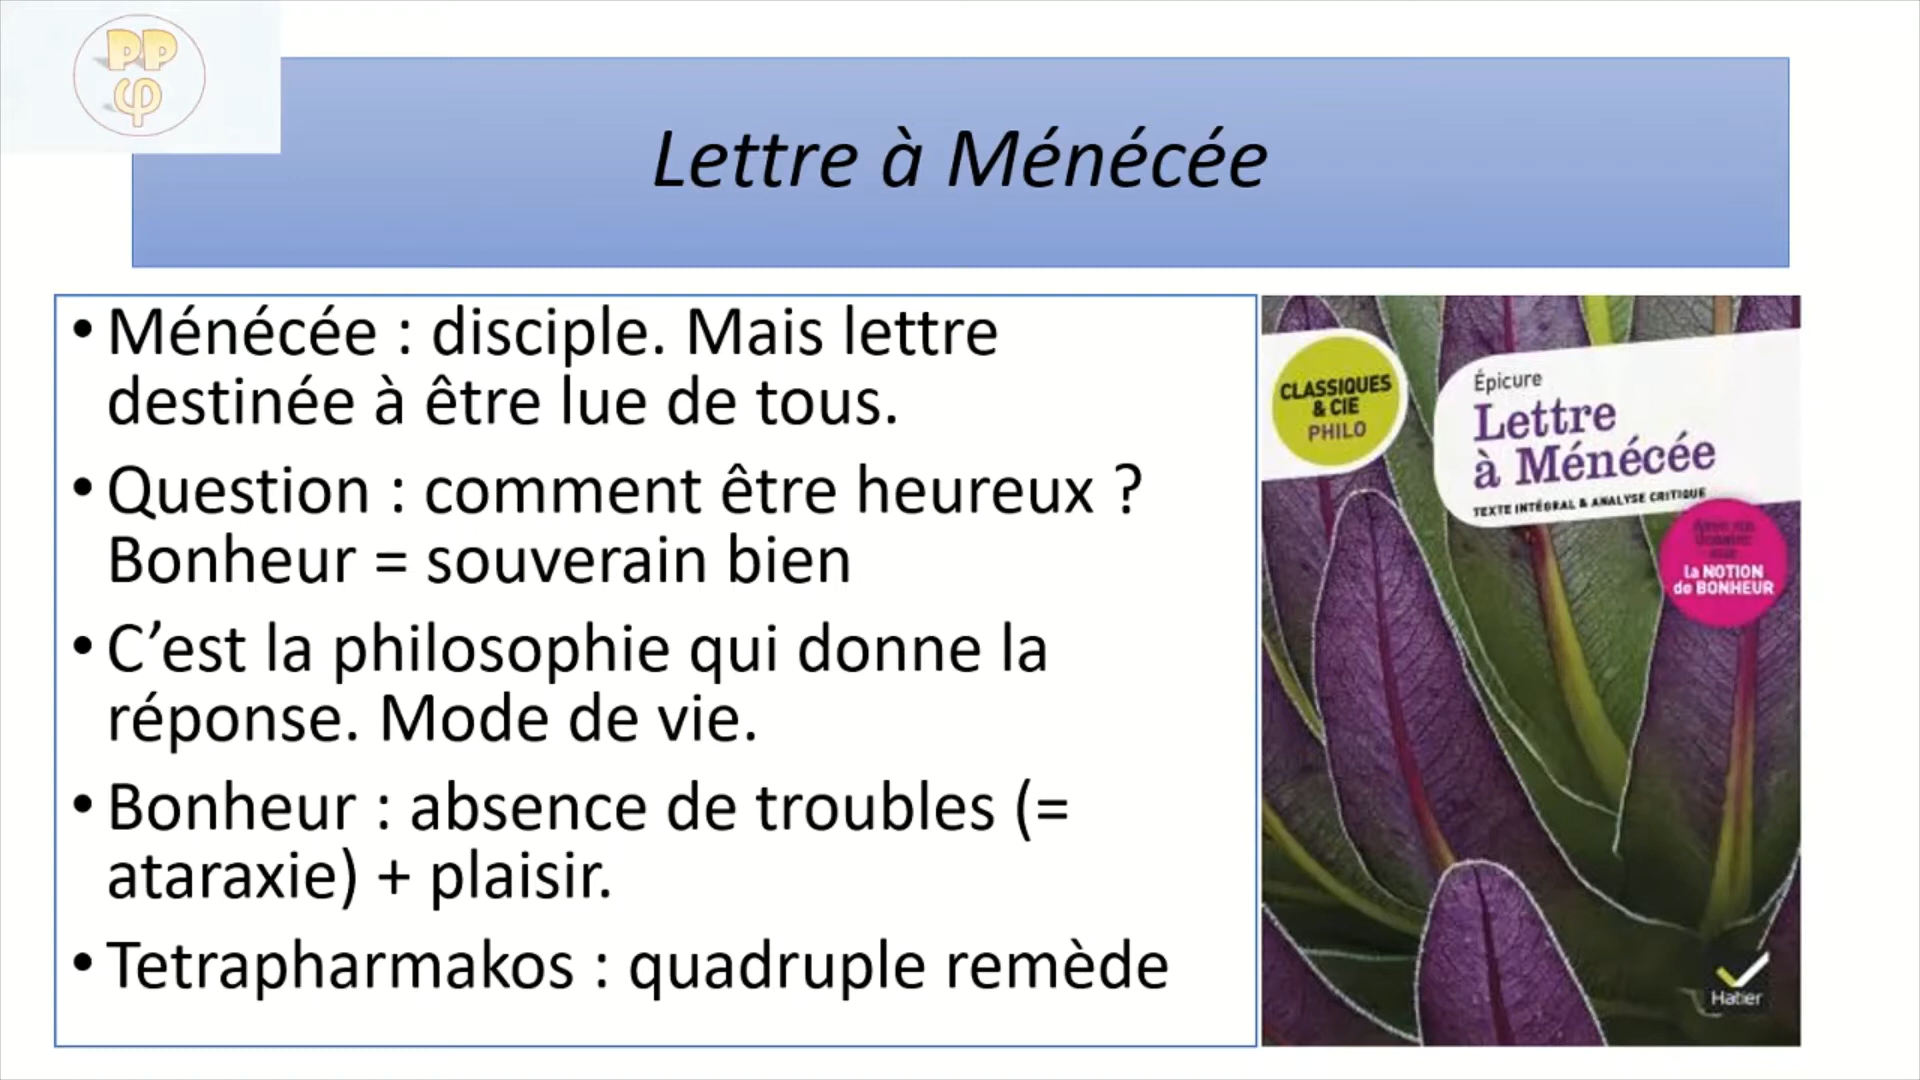 PP
φ
Lettre à Ménécée
• Ménécée : disciple. Mais lettre
destinée à être lue de tous.
• Question : comment être heureux ?
Bonheur = souverain bien
• C’est la philosophie qui donne la
réponse. Mode de vie.
• Bonheur : absence de troubles (=
ataraxie) + plaisir.
• Tetrapharmakos : quadruple remède
CLASSIQUES
& CIE
PHILO
Épicure
Lettre
à Ménécée
TEXTE INTÉGRAL & ANALYSE CRITIQUE
La NOTION
de BONHEUR
Hatier